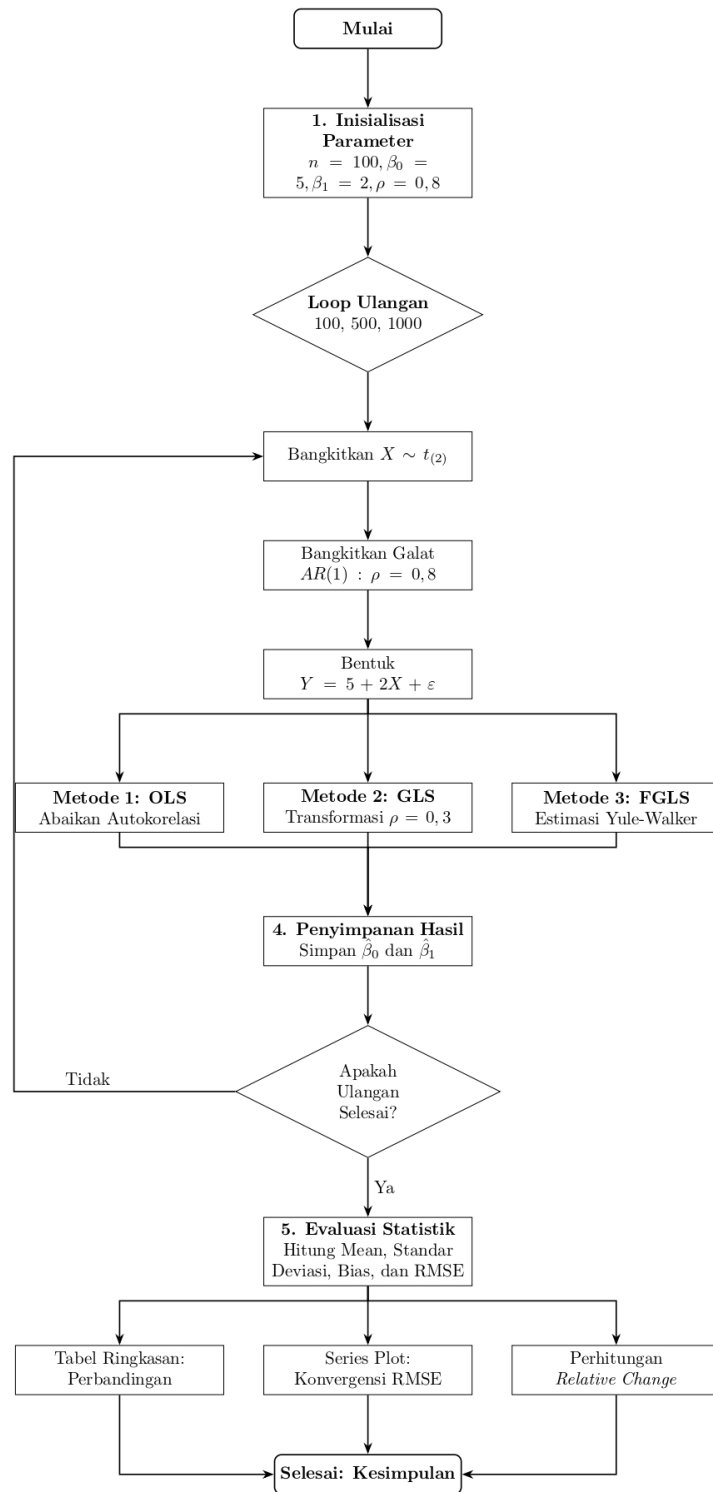 Mulai
1. Inisialisasi
Parameter
n = 100, β₀ =
5, β₁ = 2, ρ = 0,8
Loop Ulangan
100, 500, 1000
Bangkitkan X ∼ t₍₂₎
Bangkitkan Galat
AR(1) : ρ = 0,8
Bentuk
Y = 5 + 2X + ε
Metode 1: OLS
Abaikan Autokorelasi
Metode 2: GLS
Transformasi ρ = 0, 3
Metode 3: FGLS
Estimasi Yule-Walker
4. Penyimpanan Hasil
Simpan β̂₀ dan β̂₁
Apakah
Ulangan
Selesai?
Tidak
Ya
5. Evaluasi Statistik
Hitung Mean, Standar
Deviasi, Bias, dan RMSE
Tabel Ringkasan:
Perbandingan
Series Plot:
Konvergensi RMSE
Perhitungan
Relative Change
Selesai: Kesimpulan